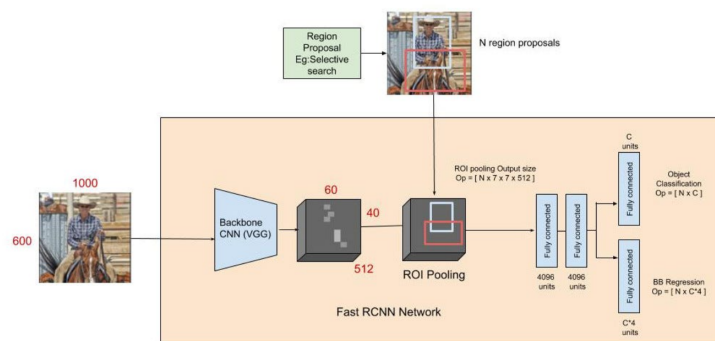 Region
Proposal
Eg:Selective
search
N region proposals
1000
600
Backbone
CNN (VGG)
60
40
512
ROI pooling Output size
Op = [ N x 7 x 7 x 512 ]
ROI Pooling
Fully connected
4096
units
Fully connected
4096
units
C
units
Fully connected
Object
Classification
Op = [ N x C ]
Fully connected
C*4
units
BB Regression
Op = [ N x C*4 ]
Fast RCNN Network